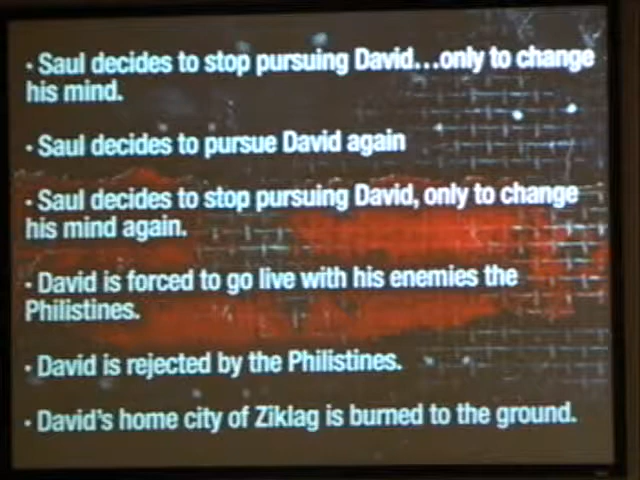 · Saul decides to stop pursuing David...only to change
his mind.
· Saul decides to pursue David again
· Saul decides to stop pursuing David, only to change
his mind again.
· David is forced to go live with his enemies the
Philistines.
· David is rejected by the Philistines.
· David's home city of Ziklag is burned to the ground.